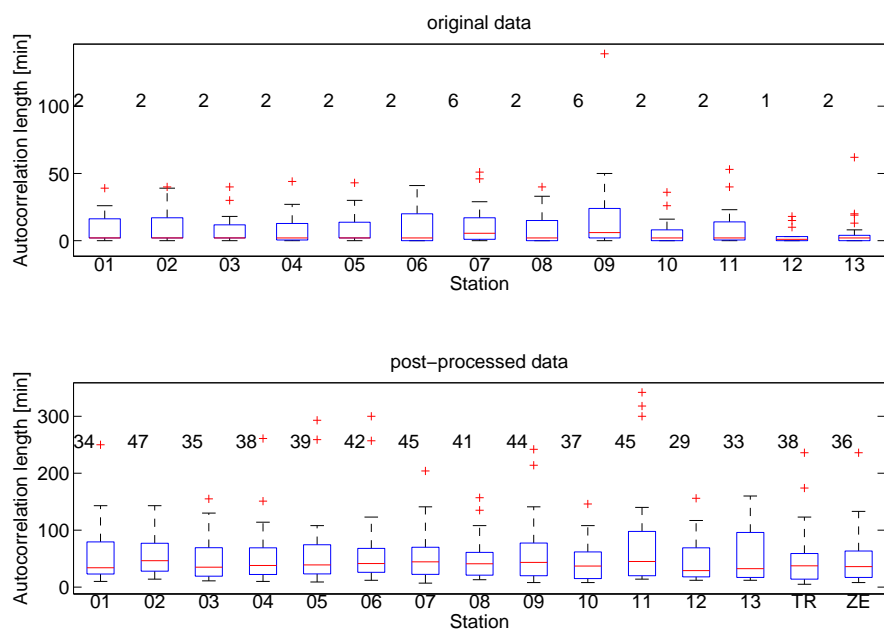 original data
Autocorrelation length [min]
100
50
0
2 2 2 2 2 2 6 2 6 2 2 1 2
01 02 03 04 05 06 07 08 09 10 11 12 13
Station
post-processed data
Autocorrelation length [min]
300
200
100
0
34 47 35 38 39 42 45 41 44 37 45 29 33 38 36
01 02 03 04 05 06 07 08 09 10 11 12 13 TR ZE
Station